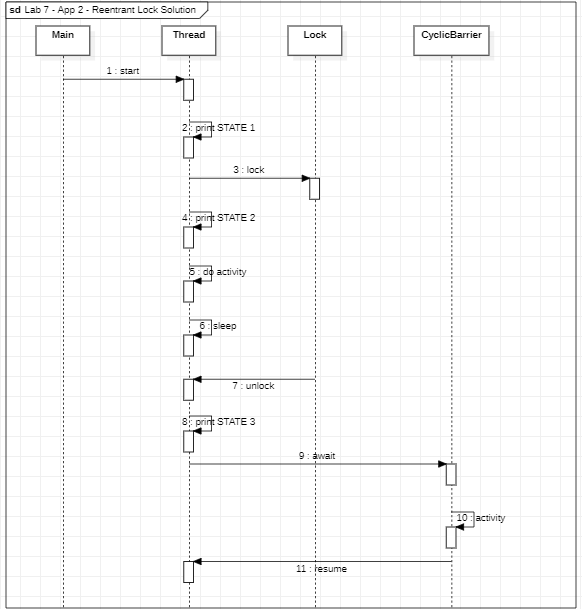 sd Lab 7 - App 2 - Reentrant Lock Solution
Main Thread Lock CyclicBarrier
1 : start
2 : print STATE 1
3 : lock
4 : print STATE 2
5 : do activity
6 : sleep
7 : unlock
8 : print STATE 3
9 : await
10 : activity
11 : resume